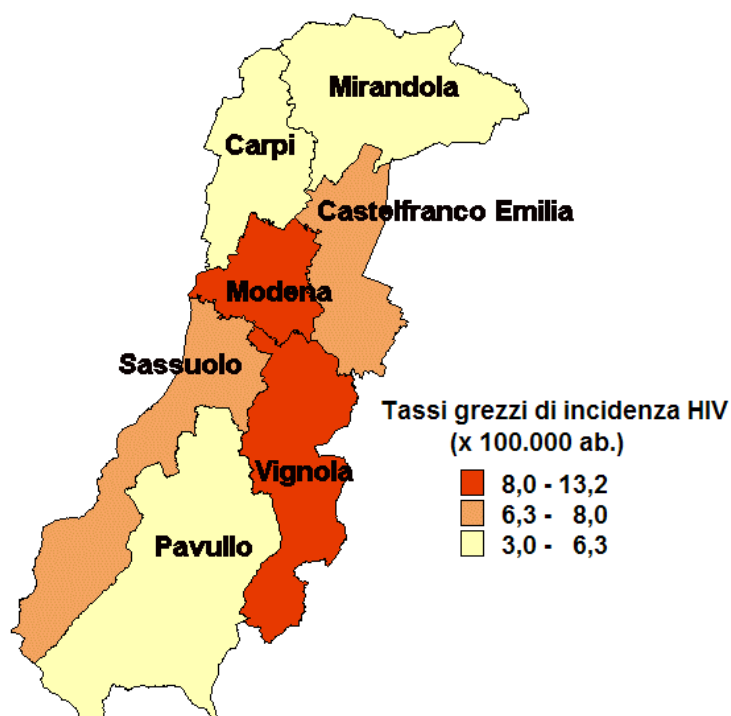 Mirandola
Carpi
Castelfranco Emilia
Modena
Sassuolo
Tassi grezzi di incidenza HIV
(x 100.000 ab.)
Vignola
8,0 - 13,2
6,3 - 8,0
Pavullo
3,0 - 6,3